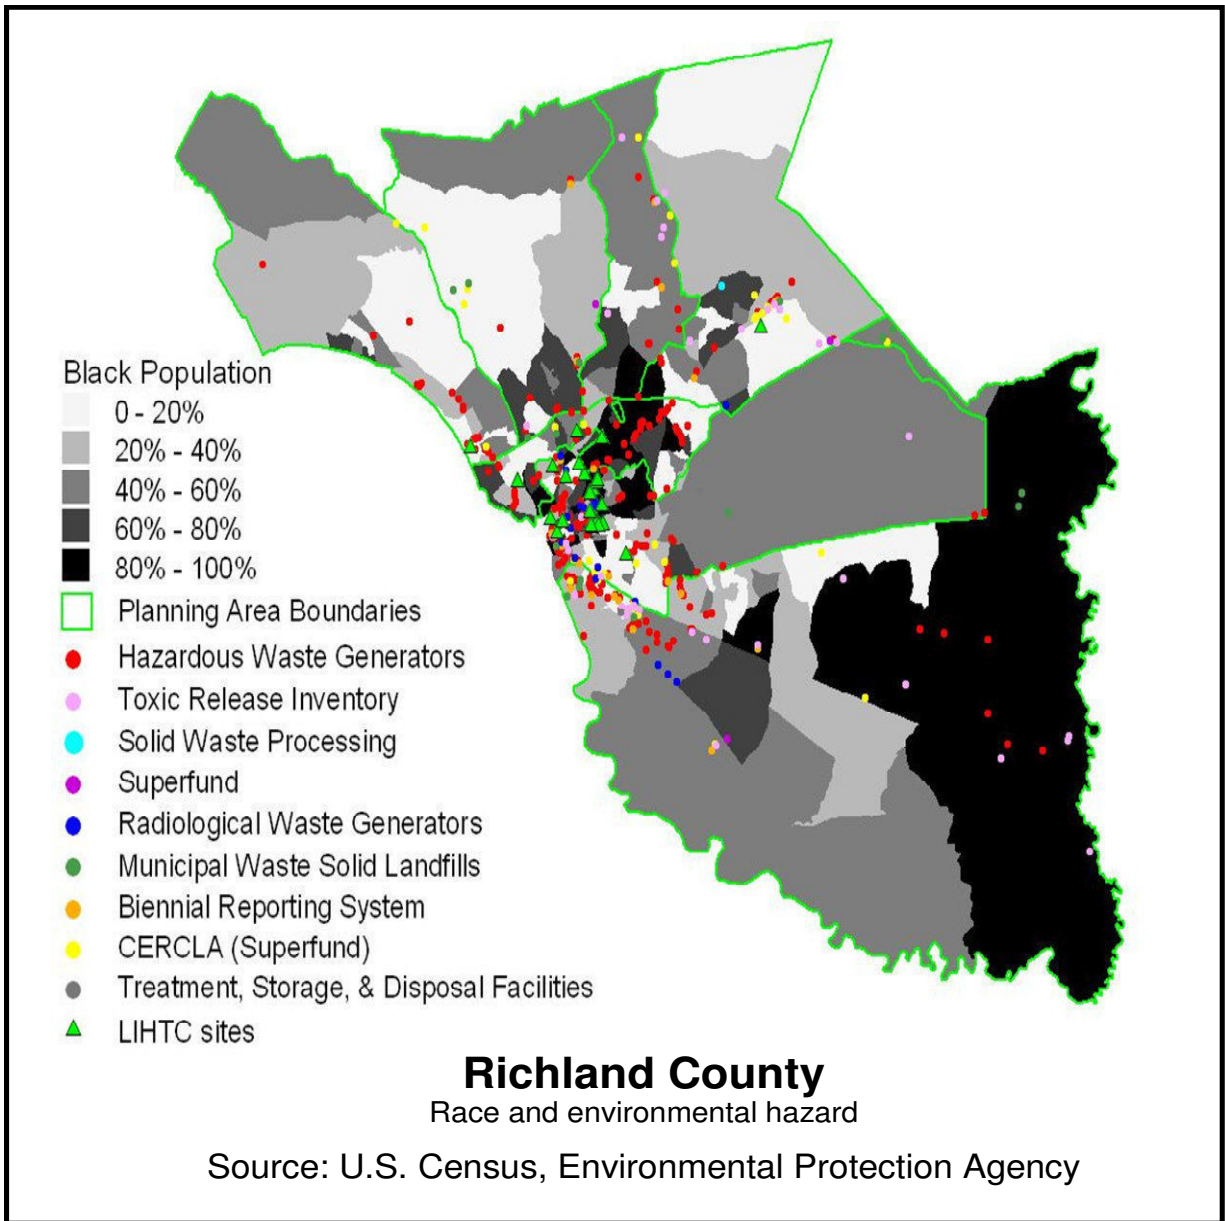 Black Population
0 - 20%
20% - 40%
40% - 60%
60% - 80%
80% - 100%
Planning Area Boundaries
Hazardous Waste Generators
Toxic Release Inventory
Solid Waste Processing
Superfund
Radiological Waste Generators
Municipal Waste Solid Landfills
Biennial Reporting System
CERCLA (Superfund)
Treatment, Storage, & Disposal Facilities
LIHTC sites
Richland County
Race and environmental hazard
Source: U.S. Census, Environmental Protection Agency